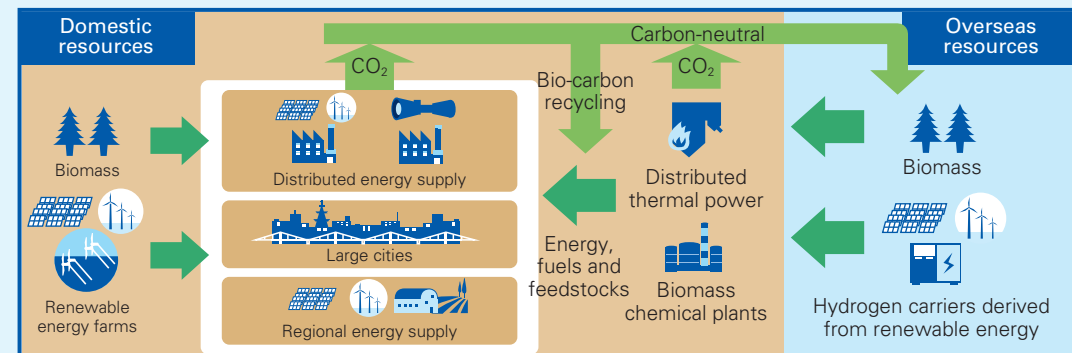 Domestic
resources
Biomass
Renewable
energy farms
CO₂
Distributed energy supply
Large cities
Regional energy supply
Bio-carbon
recycling
Energy,
fuels and
feedstocks
Carbon-neutral
CO₂
Distributed
thermal power
Biomass
chemical plants
Overseas
resources
Biomass
Hydrogen carriers derived
from renewable energy